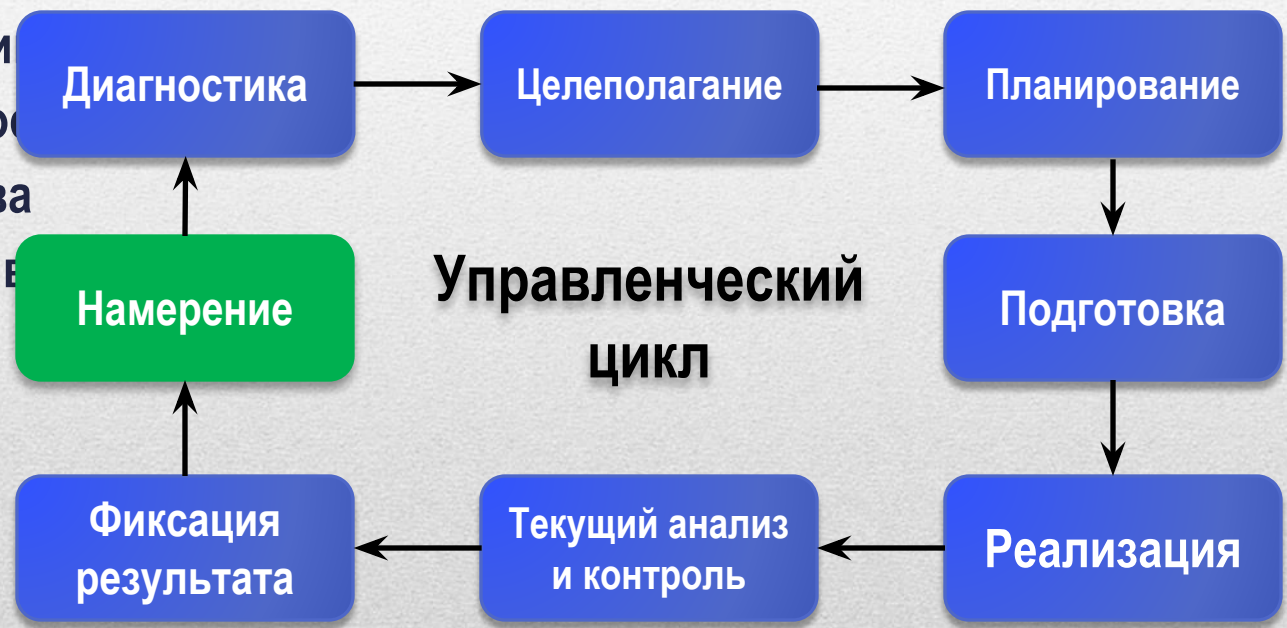 Диагностика
Целеполагание
Планирование
Намерение
Управленческий
цикл
Подготовка
Фиксация
результата
Текущий анализ
и контроль
Реализация